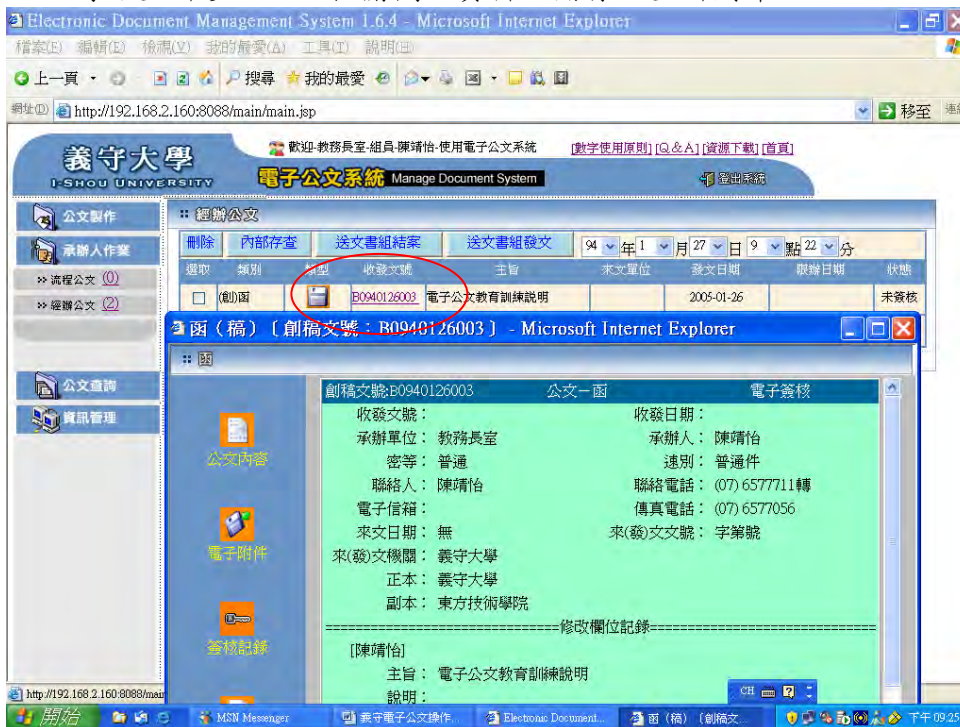 Electronic Document Management System 1.6.4 - Microsoft Internet Explorer
檔案(F) 編輯(E) 檢視(V) 我的最愛(A) 工具(T) 說明(H)
上一頁 搜尋 我的最愛
網址(D) http://192.168.2.160:8088/main/main.jsp 移至 連結
義守大學
I-SHOU UNIVERSITY
歡迎-教務長室-組員-陳靖怡-使用電子公文系統 [數字使用原則] [Q & A] [資源下載] [首頁]
電子公文系統 Manage Document System 登出系統
公文製作
承辦人作業
流程公文 (0)
經辦公文 (2)
公文查詢
資訊管理
經辦公文
刪除 內部存查 送文書組結案 送文書組發文 94 年 1 月 27 日 9 點 22 分
選取 類別 類型 收發文號 主旨 來文單位 發文日期 限辦日期 狀態
(創)函 B0940126003 電子公文教育訓練說明 2005-01-26 未簽核
函（稿）〔創稿文號：B0940126003〕 - Microsoft Internet Explorer
函
公文內容
電子附件
簽核記錄
創稿文號:B0940126003 公文－函 電子簽核
收發文號： 收發日期：
承辦單位： 教務長室 承辦人： 陳靖怡
密等： 普通 速別： 普通件
聯絡人： 陳靖怡 聯絡電話： (07) 6577711轉
電子信箱： 傳真電話： (07) 6577056
來文日期： 無 來(發)文文號： 字第號
來(發)文機關： 義守大學
正本： 義守大學
副本： 東方技術學院
==========================修改欄位記錄==========================
[陳靖怡]
主旨： 電子公文教育訓練說明
說明：
http://192.168.2.160:8088/main
CH
開始 MSN Messenger 義守電子公文操作... Electronic Document... 函（稿）〔創稿文... 下午 09:25